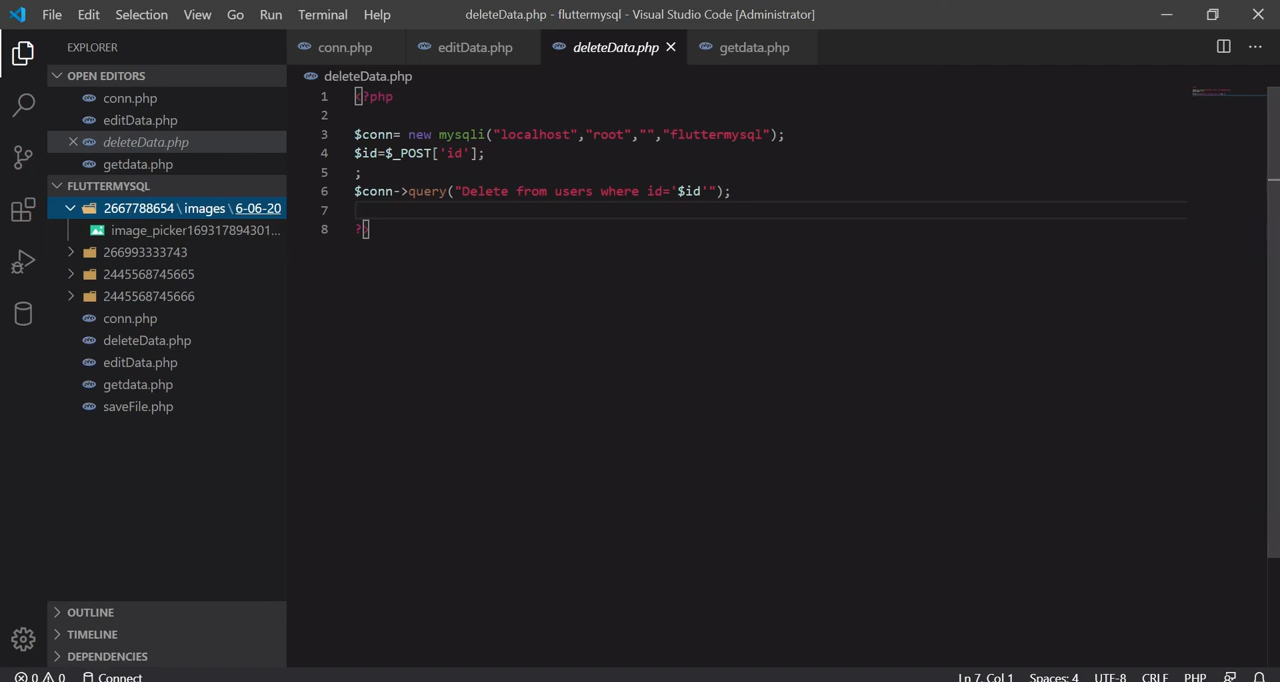 File Edit Selection View Go Run Terminal Help deleteData.php - fluttermysql - Visual Studio Code [Administrator]
EXPLORER
OPEN EDITORS
conn.php
editData.php
deleteData.php
getdata.php
FLUTTERMYSQL
2667788654 \ images \ 6-06-20
image_picker169317894301...
266993333743
2445568745665
2445568745666
conn.php
deleteData.php
editData.php
getdata.php
saveFile.php
OUTLINE
TIMELINE
DEPENDENCIES
conn.php editData.php deleteData.php getdata.php
deleteData.php
1 <?php
2
3 $conn= new mysqli("localhost","root","","fluttermysql");
4 $id=$_POST['id'];
5 ;
6 $conn->query("Delete from users where id='$id'");
7
8 ?>
0 0 Connect Ln 7, Col 1 Spaces: 4 UTF-8 CRLF PHP